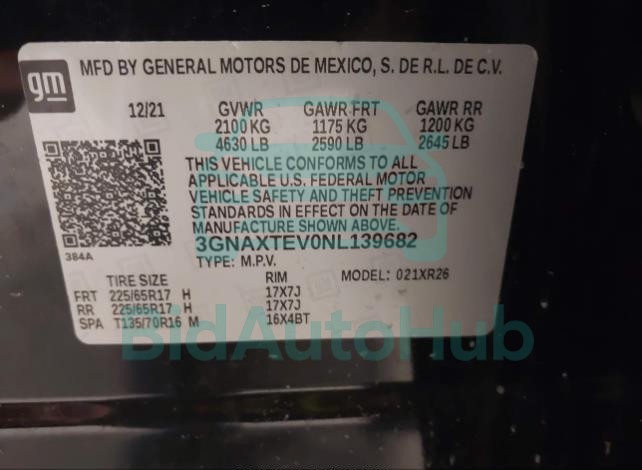 gm
MFD BY GENERAL MOTORS DE MEXICO, S. DE R.L. DE C.V.
12/21 GVWR GAWR FRT GAWR RR
2100 KG 1175 KG 1200 KG
4630 LB 2590 LB 2645 LB
THIS VEHICLE CONFORMS TO ALL
APPLICABLE U.S. FEDERAL MOTOR
VEHICLE SAFETY AND THEFT PREVENTION
STANDARDS IN EFFECT ON THE DATE OF
MANUFACTURE SHOWN ABOVE.
384A
3GNAXTEV0NL139682
TYPE: M.P.V. MODEL: 021XR26
TIRE SIZE RIM
FRT 225/65R17 H 17X7J
RR 225/65R17 H 17X7J
SPA T135/70R16 M 16X4BT
BidAutoHub